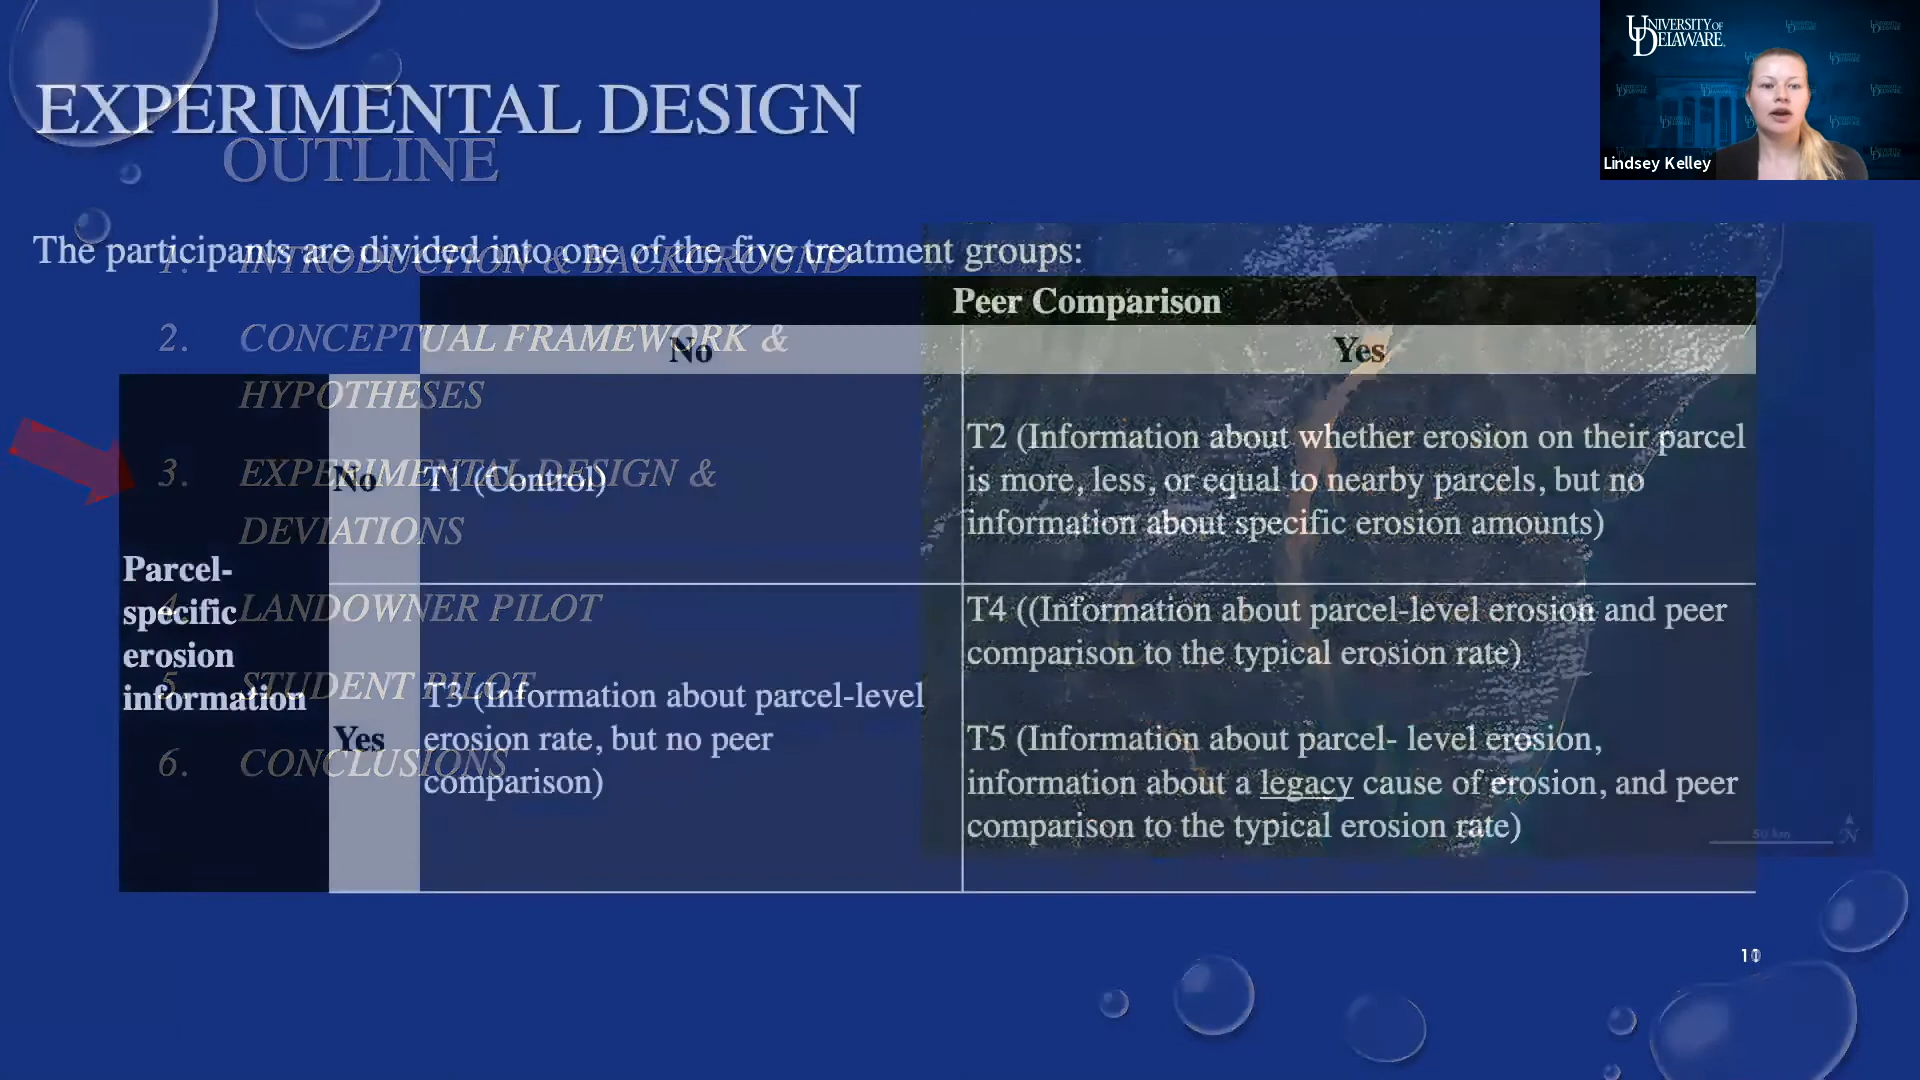 EXPERIMENTAL DESIGN
OUTLINE
The participants are divided into one of the five treatment groups:
1. INTRODUCTION & BACKGROUND
2. CONCEPTUAL FRAMEWORK &
HYPOTHESES
3. EXPERIMENTAL DESIGN &
DEVIATIONS
4. LANDOWNER PILOT
5. STUDENT PILOT
6. CONCLUSIONS
Peer Comparison
No
Yes
Parcel-
specific
erosion
information
No
T1 (Control)
T2 (Information about whether erosion on their parcel
is more, less, or equal to nearby parcels, but no
information about specific erosion amounts)
Yes
T3 (Information about parcel-level
erosion rate, but no peer
comparison)
T4 ((Information about parcel-level erosion and peer
comparison to the typical erosion rate)
T5 (Information about parcel- level erosion,
information about a legacy cause of erosion, and peer
comparison to the typical erosion rate)
50 km
N
UNIVERSITY OF
DELAWARE
Lindsey Kelley